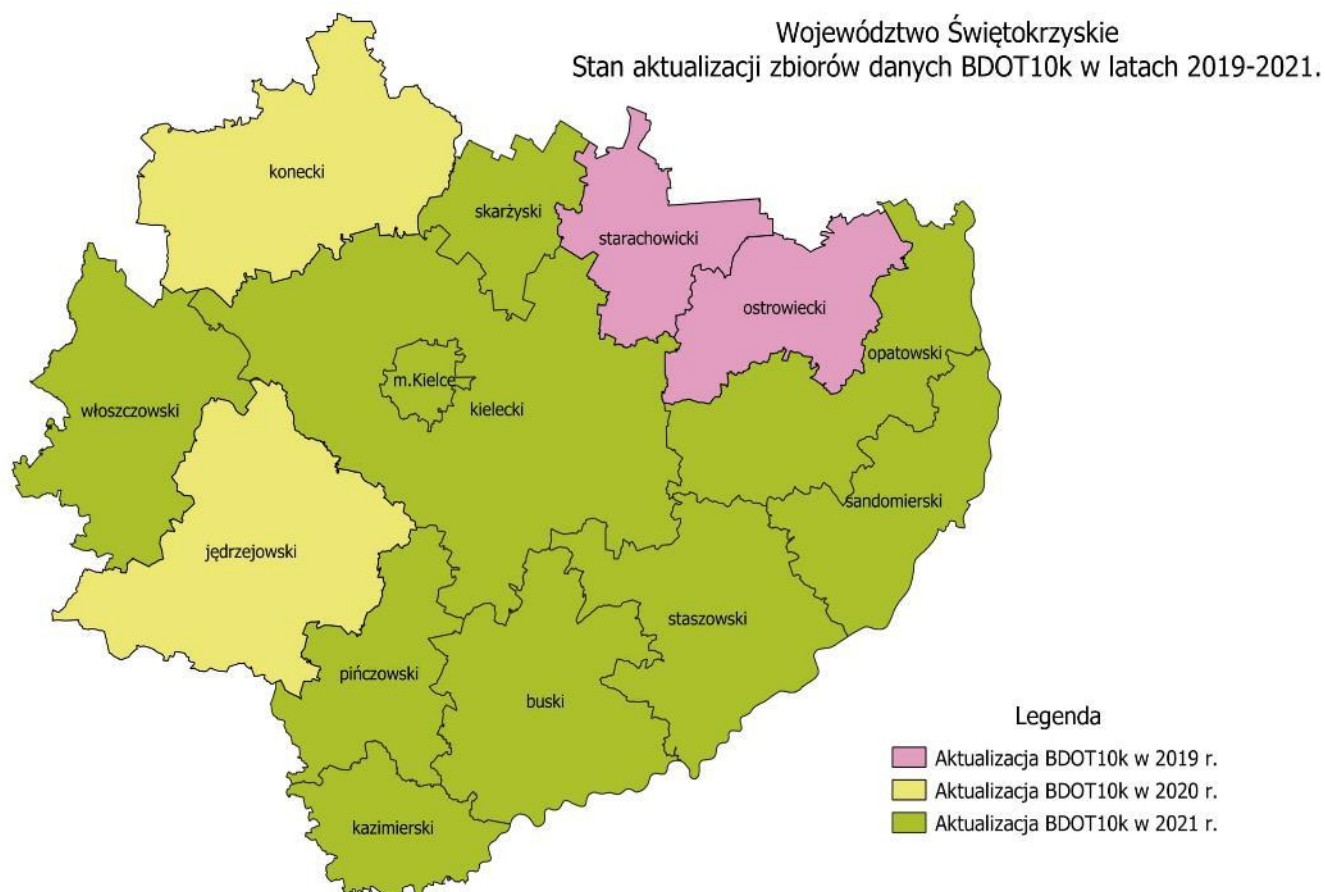 Województwo Świętokrzyskie
Stan aktualizacji zbiorów danych BDOT10k w latach 2019-2021.
konecki
skarżyski
starachowicki
ostrowiecki
opatowski
m.Kielce
kielecki
włoszczowski
sandomierski
jędrzejowski
staszowski
pińczowski
buski
kazimierski
Legenda
Aktualizacja BDOT10k w 2019 r.
Aktualizacja BDOT10k w 2020 r.
Aktualizacja BDOT10k w 2021 r.